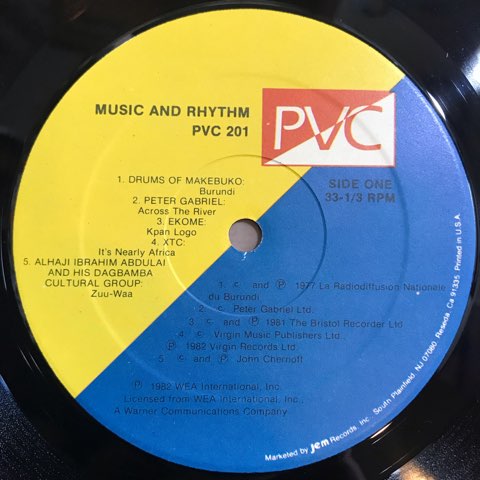 MUSIC AND RHYTHM
PVC 201
PVC
SIDE ONE
33-1/3 RPM
1. DRUMS OF MAKEBUKO:
Burundi
2. PETER GABRIEL:
Across The River
3. EKOME:
Kpan Logo
4. XTC:
It's Nearly Africa
5. ALHAJI IBRAHIM ABDULAI
AND HIS DAGBAMBA
CULTURAL GROUP:
Zuu-Waa
1. © and ℗ 1977 La Radiodiffusion Nationale
du Burundi
2. © Peter Gabriel Ltd.
3. © and ℗ 1981 The Bristol Recorder Ltd
4. © Virgin Music Publishers Ltd.,
℗ 1982 Virgin Records Ltd.
5. © and ℗ John Chernoff
℗ 1982 WEA International, Inc.
Licensed from WEA International, Inc.,
A Warner Communications Company
Marketed by Jem Records, Inc. South Plainfield, NJ 07080 Reseda, Ca 91335 Printed in U.S.A.